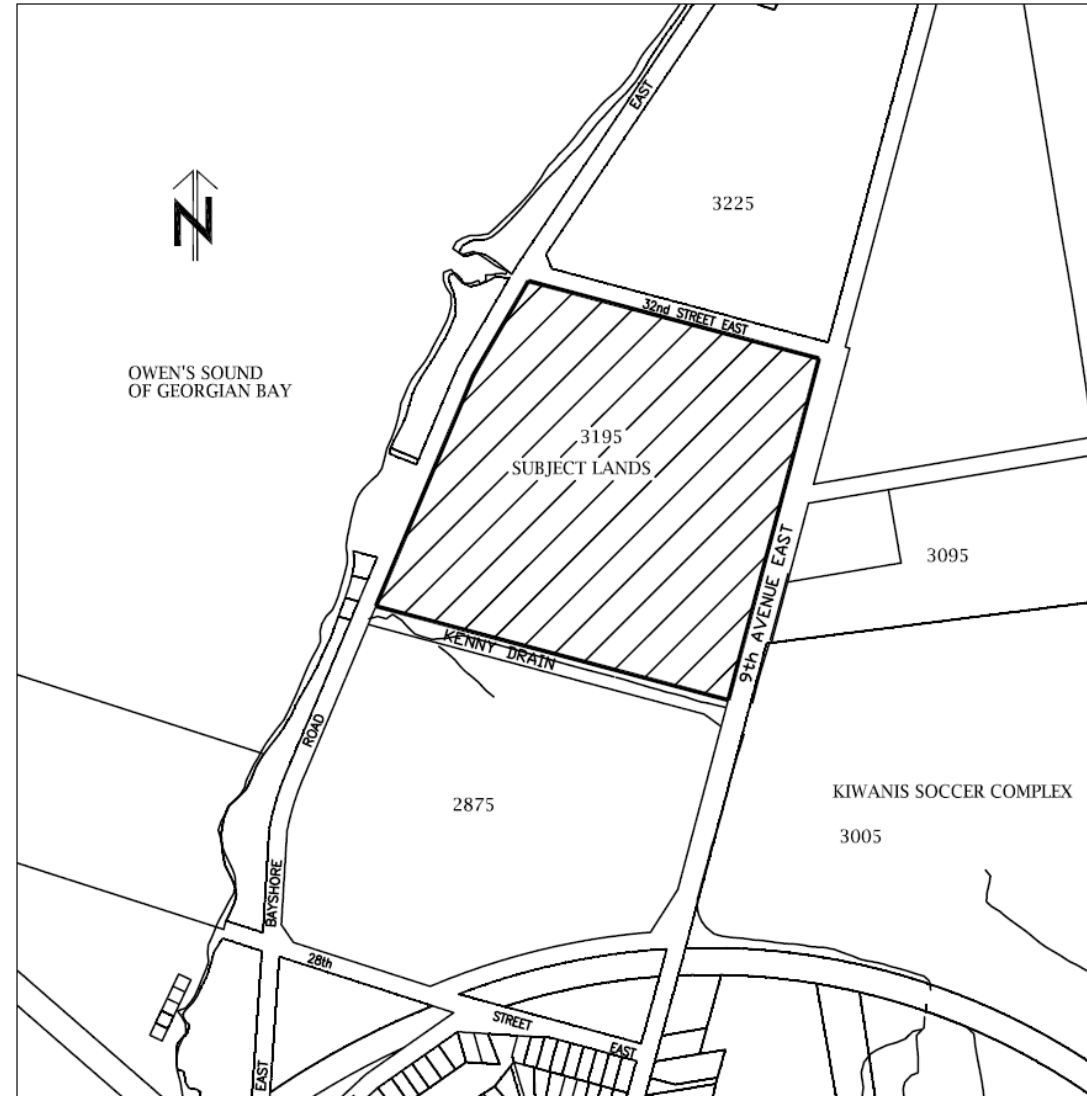 EAST
3225
N
32nd STREET EAST
OWEN'S SOUND
OF GEORGIAN BAY
3195
SUBJECT LANDS
9th AVENUE EAST
3095
KENNY DRAIN
ROAD
2875
KIWANIS SOCCER COMPLEX
3005
BAYSHORE
28th
STREET
EAST
EAST